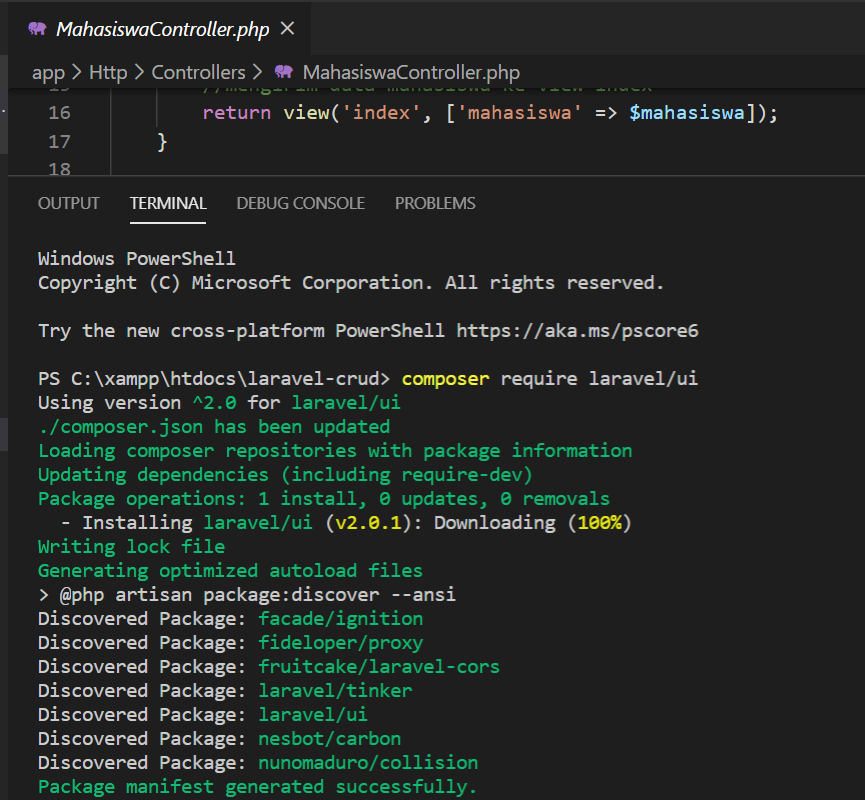 MahasiswaController.php
app > Http > Controllers > MahasiswaController.php
15 //mengirim data mahasiswa ke view index
16 return view('index', ['mahasiswa' => $mahasiswa]);
17 }
18
OUTPUT TERMINAL DEBUG CONSOLE PROBLEMS
Windows PowerShell
Copyright (C) Microsoft Corporation. All rights reserved.
Try the new cross-platform PowerShell https://aka.ms/pscore6
PS C:\xampp\htdocs\laravel-crud> composer require laravel/ui
Using version ^2.0 for laravel/ui
./composer.json has been updated
Loading composer repositories with package information
Updating dependencies (including require-dev)
Package operations: 1 install, 0 updates, 0 removals
- Installing laravel/ui (v2.0.1): Downloading (100%)
Writing lock file
Generating optimized autoload files
> @php artisan package:discover --ansi
Discovered Package: facade/ignition
Discovered Package: fideloper/proxy
Discovered Package: fruitcake/laravel-cors
Discovered Package: laravel/tinker
Discovered Package: laravel/ui
Discovered Package: nesbot/carbon
Discovered Package: nunomaduro/collision
Package manifest generated successfully.